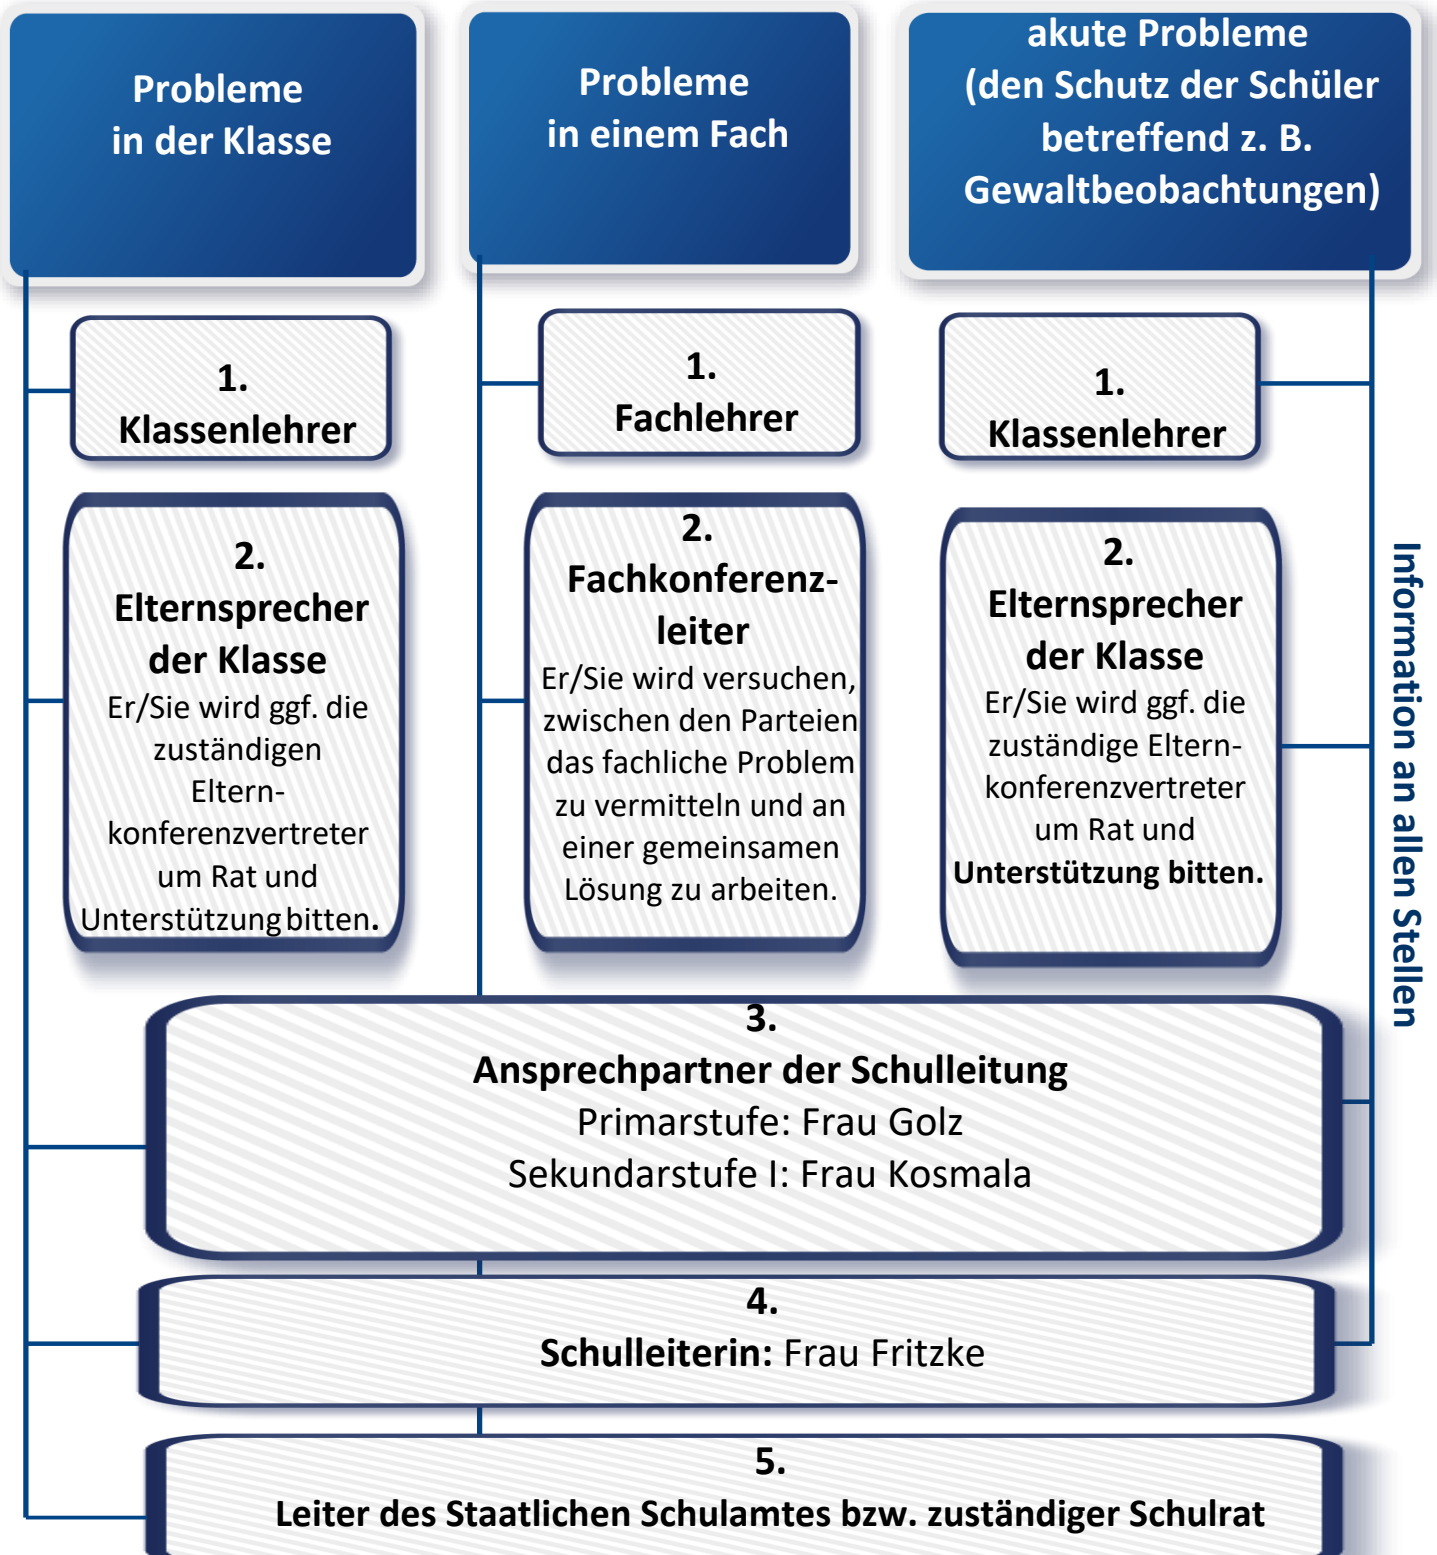 Probleme
in der Klasse
Probleme
in einem Fach
akute Probleme
(den Schutz der Schüler
betreffend z. B.
Gewaltbeobachtungen)
1.
Klassenlehrer
1.
Fachlehrer
1.
Klassenlehrer
2.
Elternsprecher
der Klasse
Er/Sie wird ggf. die
zuständigen
Eltern-
konferenzvertreter
um Rat und
Unterstützung bitten.
2.
Fachkonferenz-
leiter
Er/Sie wird versuchen,
zwischen den Parteien
das fachliche Problem
zu vermitteln und an
einer gemeinsamen
Lösung zu arbeiten.
2.
Elternsprecher
der Klasse
Er/Sie wird ggf. die
zuständige Eltern-
konferenzvertreter
um Rat und
Unterstützung bitten.
Information an allen Stellen
3.
Ansprechpartner der Schulleitung
Primarstufe: Frau Golz
Sekundarstufe I: Frau Kosmala
4.
Schulleiterin: Frau Fritzke
5.
Leiter des Staatlichen Schulamtes bzw. zuständiger Schulrat